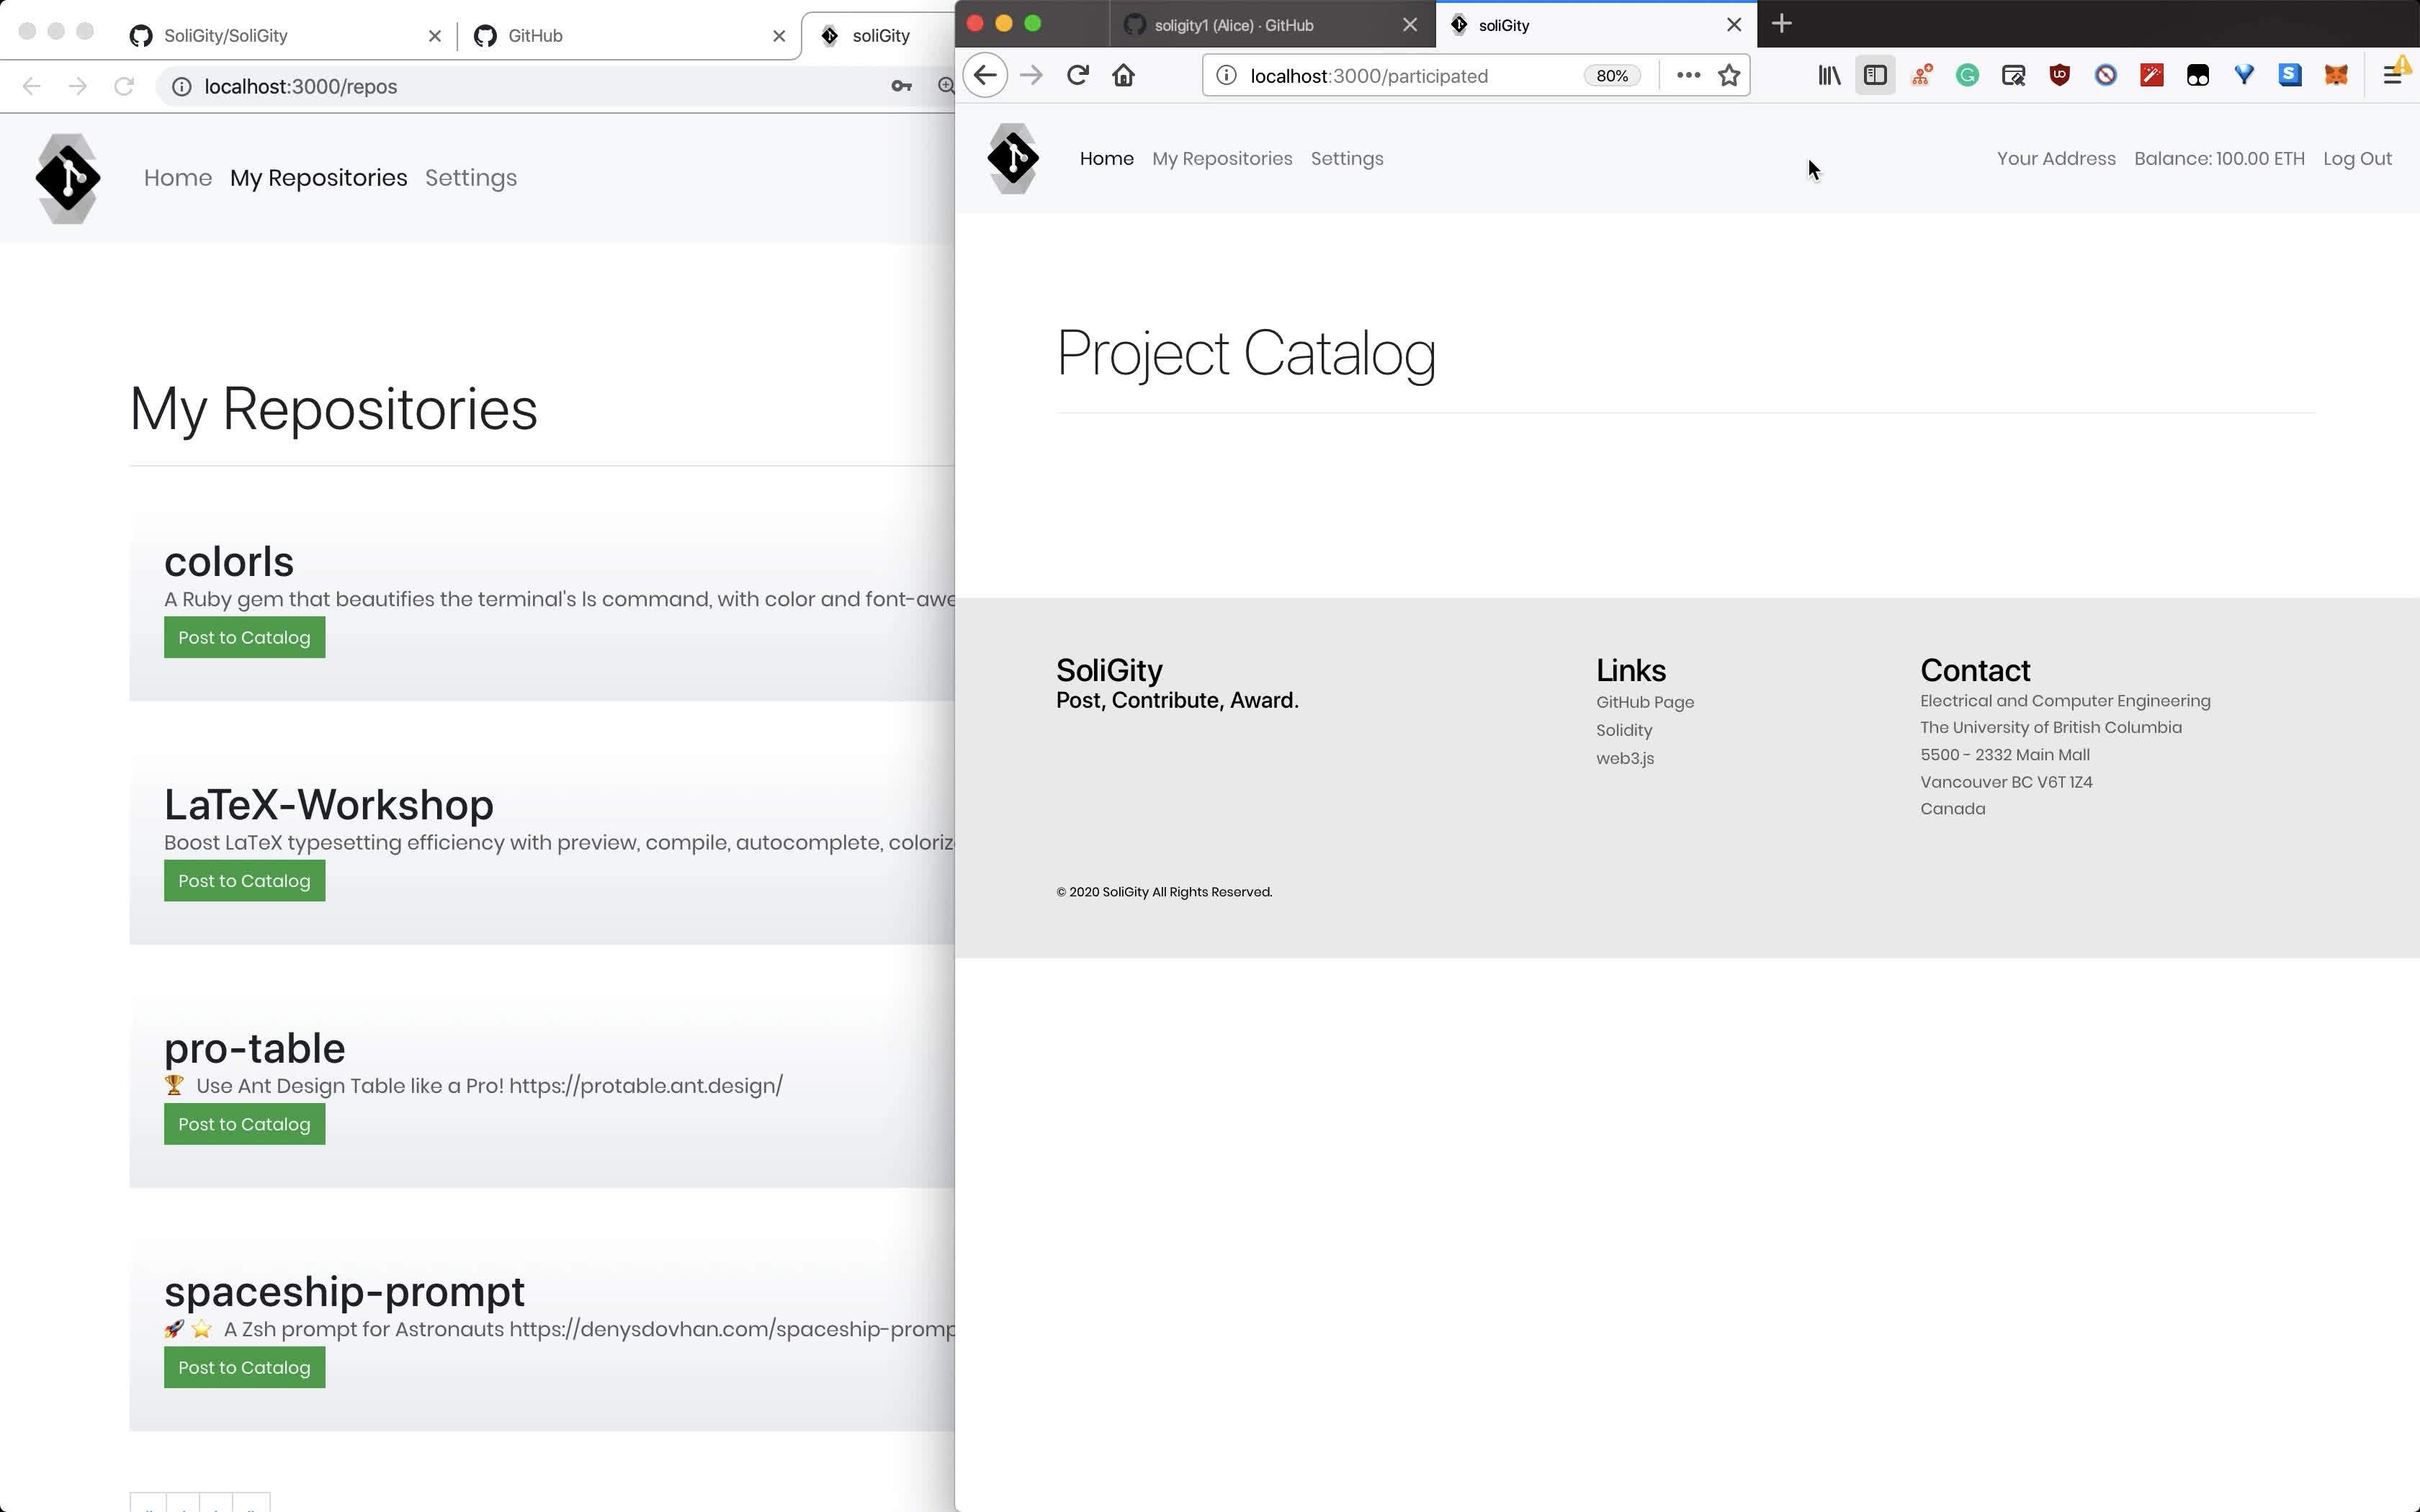 SoliGity/SoliGity
GitHub
soliGity
localhost:3000/repos
Home
My Repositories
Settings
My Repositories
colorls
A Ruby gem that beautifies the terminal's ls command, with color and font-awe
Post to Catalog
LaTeX-Workshop
Boost LaTeX typesetting efficiency with preview, compile, autocomplete, coloriz
Post to Catalog
pro-table
🏆 Use Ant Design Table like a Pro! https://protable.ant.design/
Post to Catalog
spaceship-prompt
🚀⭐ A Zsh prompt for Astronauts https://denysdovhan.com/spaceship-promp
Post to Catalog
soligity1 (Alice) · GitHub
soliGity
localhost:3000/participated
80%
Home
My Repositories
Settings
Your Address
Balance: 100.00 ETH
Log Out
Project Catalog
SoliGity
Post, Contribute, Award.
Links
GitHub Page
Solidity
web3.js
Contact
Electrical and Computer Engineering
The University of British Columbia
5500 - 2332 Main Mall
Vancouver BC V6T 1Z4
Canada
© 2020 SoliGity All Rights Reserved.